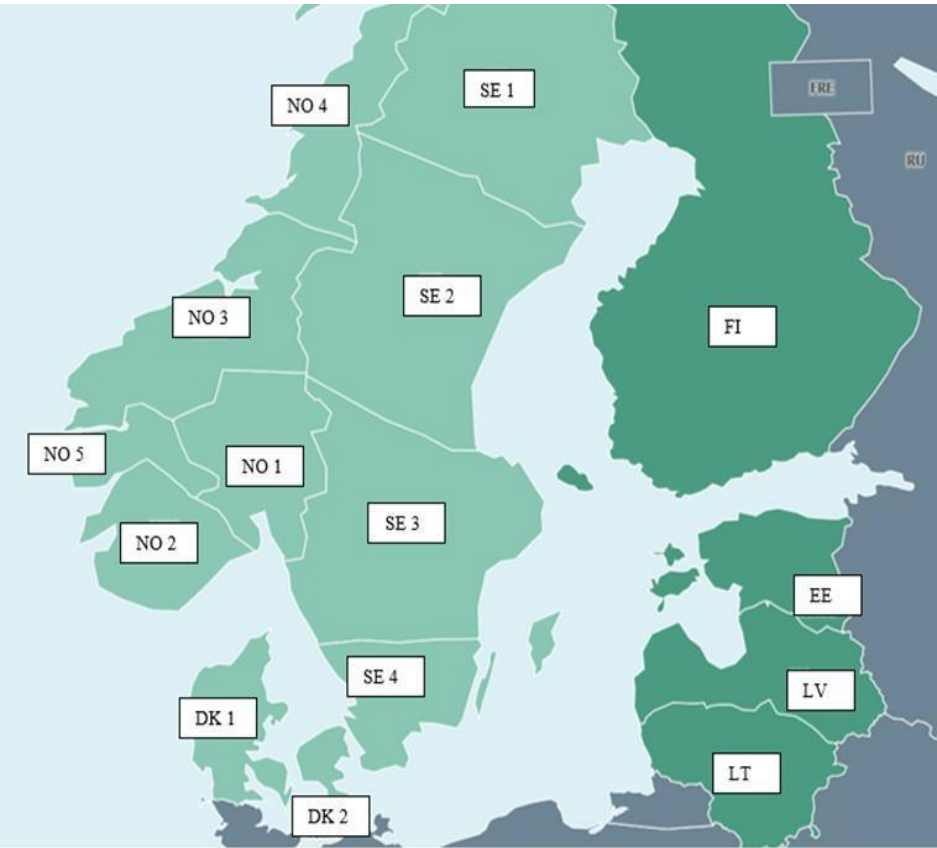 SE 1
NO 4
FRE
RU
SE 2
NO 3
FI
NO 5
NO 1
SE 3
NO 2
EE
SE 4
LV
DK 1
LT
DK 2